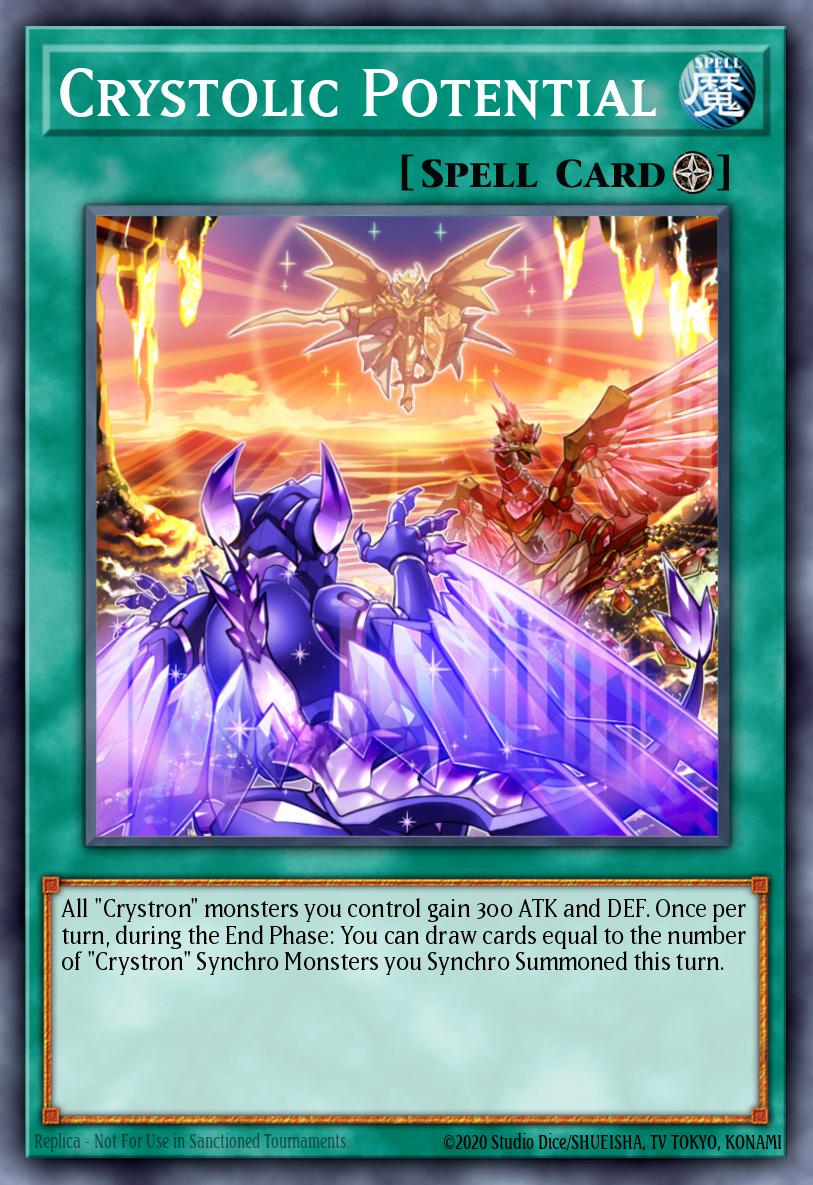 Crystolic Potential
SPELL
魔
[Spell Card]
All "Crystron" monsters you control gain 300 ATK and DEF. Once per
turn, during the End Phase: You can draw cards equal to the number
of "Crystron" Synchro Monsters you Synchro Summoned this turn.
Replica - Not For Use in Sanctioned Tournaments.
©2020 Studio Dice/SHUEISHA, TV TOKYO, KONAMI